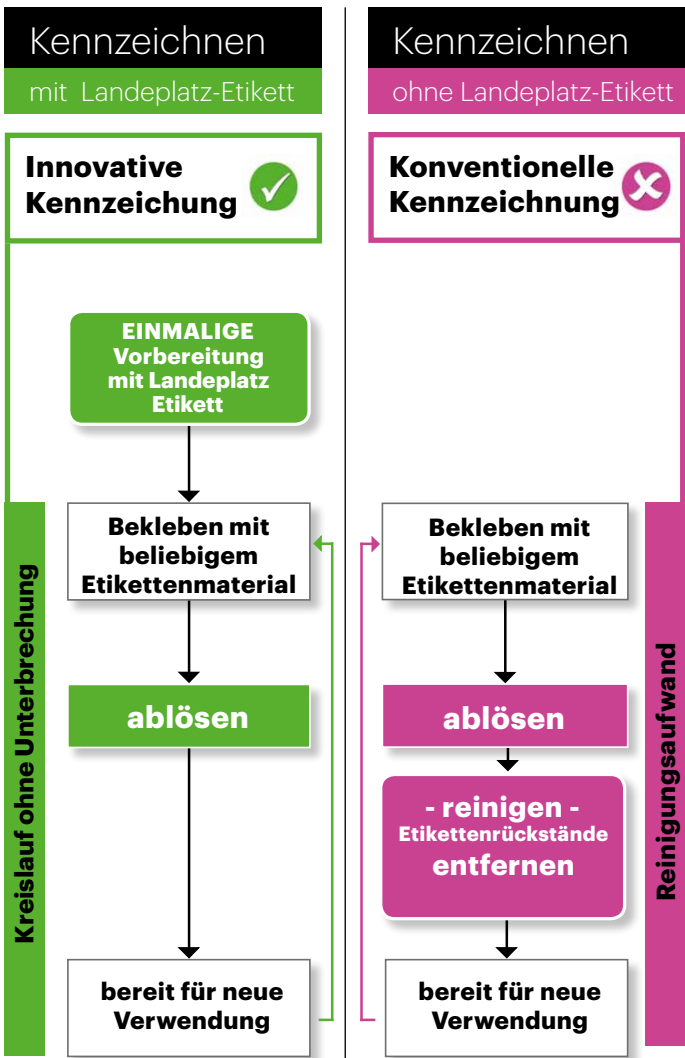 Kennzeichnen
mit Landeplatz-Etikett
Innovative
Kennzeichung
EINMALIGE
Vorbereitung
mit Landeplatz
Etikett
Bekleben mit
beliebigem
Etikettenmaterial
ablösen
bereit für neue
Verwendung
Kreislauf ohne Unterbrechung
Kennzeichnen
ohne Landeplatz-Etikett
Konventionelle
Kennzeichnung
Bekleben mit
beliebigem
Etikettenmaterial
ablösen
- reinigen -
Etikettenrückstände
entfernen
bereit für neue
Verwendung
Reinigungsaufwand